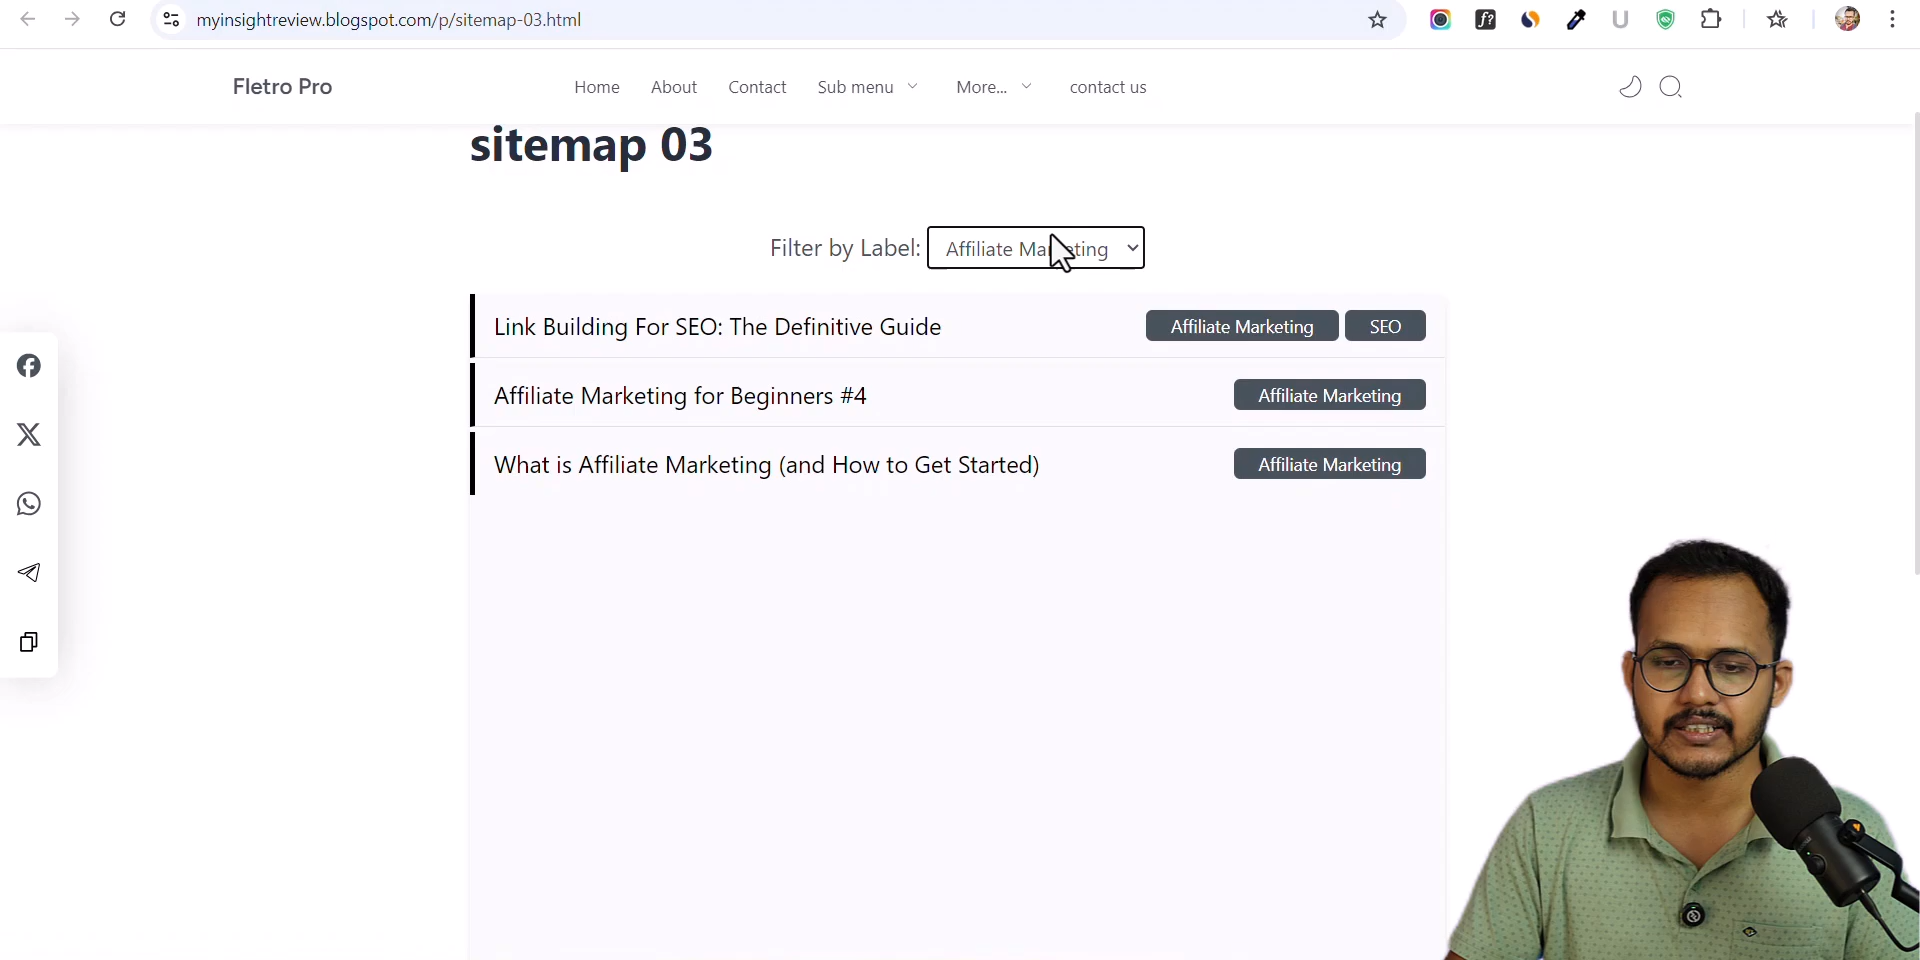 myinsightreview.blogspot.com/p/sitemap-03.html
f?
U
Fletro Pro
Home
About
Contact
Sub menu
More...
contact us
sitemap 03
Filter by Label:
Affiliate Marketing
Link Building For SEO: The Definitive Guide
Affiliate Marketing
SEO
Affiliate Marketing for Beginners #4
Affiliate Marketing
What is Affiliate Marketing (and How to Get Started)
Affiliate Marketing